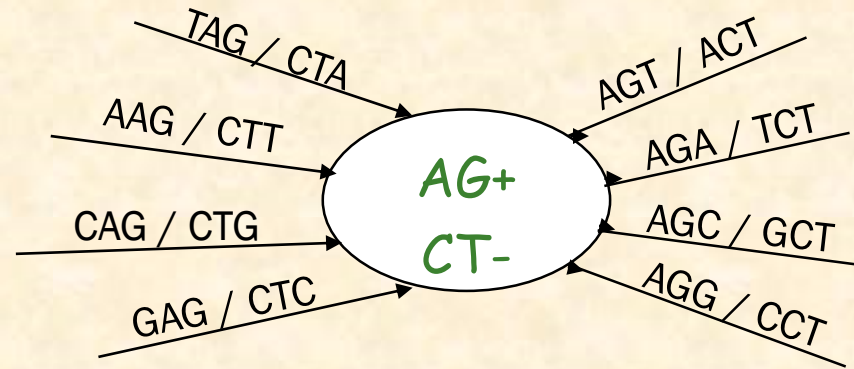 TAG / CTA
AAG / CTT
CAG / CTG
GAG / CTC
AG+
CT-
AGT / ACT
AGA / TCT
AGC / GCT
AGG / CCT